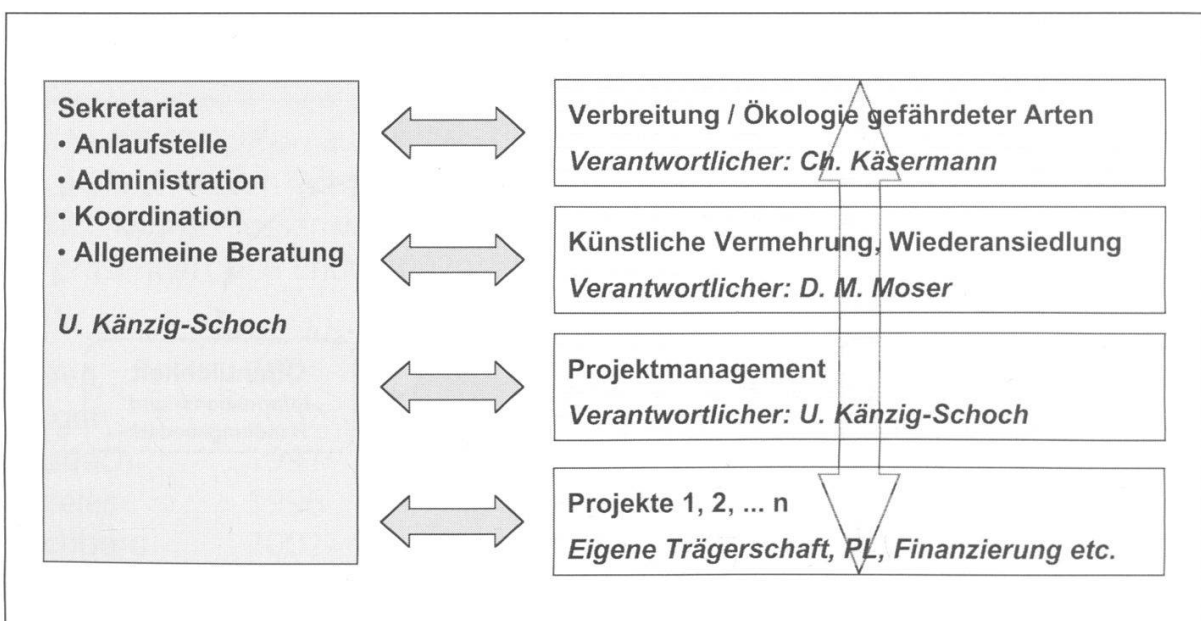 Sekretariat
• Anlaufstelle
• Administration
• Koordination
• Allgemeine Beratung
U. Känzig-Schoch
Verbreitung / Ökologie gefährdeter Arten
Verantwortlicher: Ch. Käsermann
Künstliche Vermehrung, Wiederansiedlung
Verantwortlicher: D. M. Moser
Projektmanagement
Verantwortlicher: U. Känzig-Schoch
Projekte 1, 2, ... n
Eigene Trägerschaft, PL, Finanzierung etc.